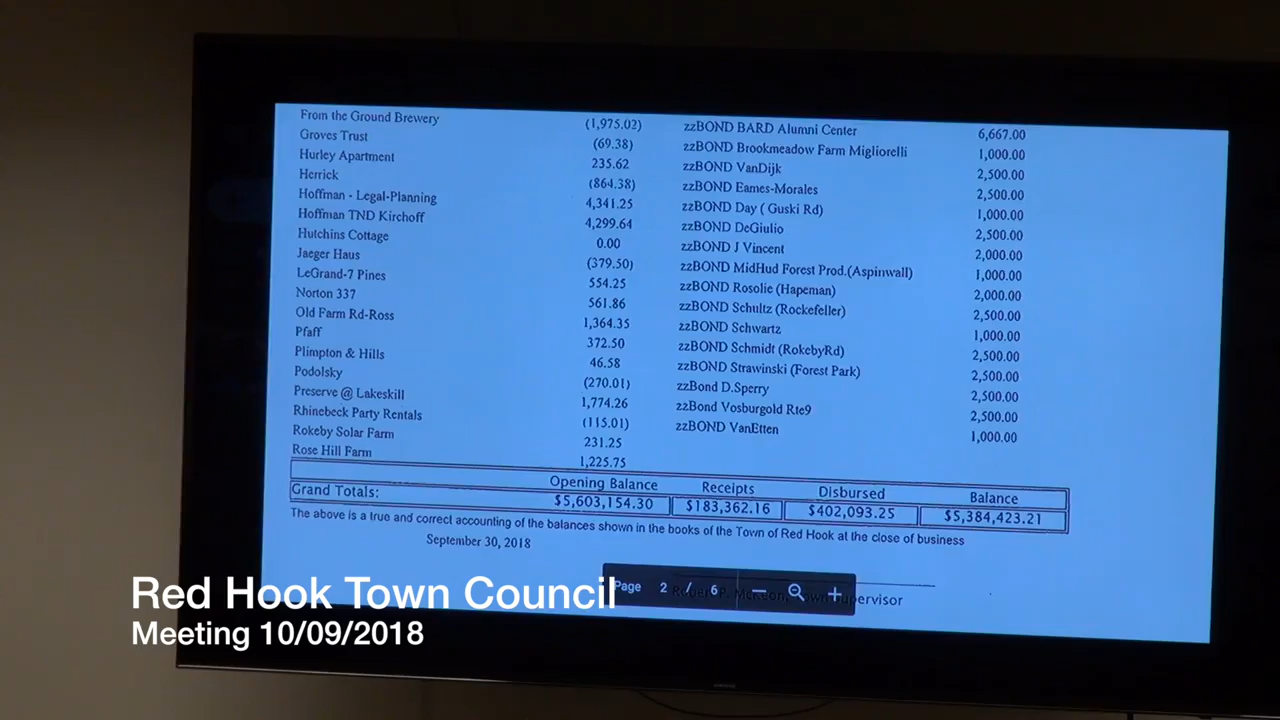 From the Ground Brewery (1,975.02) zzBOND BARD Alumni Center 6,667.00
Groves Trust (69.38) zzBOND Brookmeadow Farm Migliorelli 1,000.00
Hurley Apartment 235.62 zzBOND VanDijk 2,500.00
Herrick (864.38) zzBOND Eames-Morales 2,500.00
Hoffman - Legal-Planning 4,341.25 zzBOND Day ( Guski Rd) 1,000.00
Hoffman TND Kirchoff 4,299.64 zzBOND DeGiulio 2,500.00
Hutchins Cottage 0.00 zzBOND J Vincent 2,000.00
Jaeger Haus (379.50) zzBOND MidHud Forest Prod.(Aspinwall) 1,000.00
LeGrand-7 Pines 554.25 zzBOND Rosolie (Hapeman) 2,000.00
Norton 337 561.86 zzBOND Schultz (Rockefeller) 2,500.00
Old Farm Rd-Ross 1,364.35 zzBOND Schwartz 1,000.00
Pfaff 372.50 zzBOND Schmidt (RokebyRd) 2,500.00
Plimpton & Hills 46.58 zzBOND Strawinski (Forest Park) 2,500.00
Podolsky (270.01) zzBond D.Sperry 2,500.00
Preserve @ Lakeskill 1,774.26 zzBond Vosburgold Rte9 2,500.00
Rhinebeck Party Rentals (115.01) zzBOND VanEtten 1,000.00
Rokeby Solar Farm 231.25
Rose Hill Farm 1,225.75
Opening Balance Receipts Disbursed Balance
Grand Totals: $5,603,154.30 $183,362.16 $402,093.25 $5,384,423.21
The above is a true and correct accounting of the balances shown in the books of the Town of Red Hook at the close of business
September 30, 2018
Page 2 / 6
Red Hook Town Council
Meeting 10/09/2018